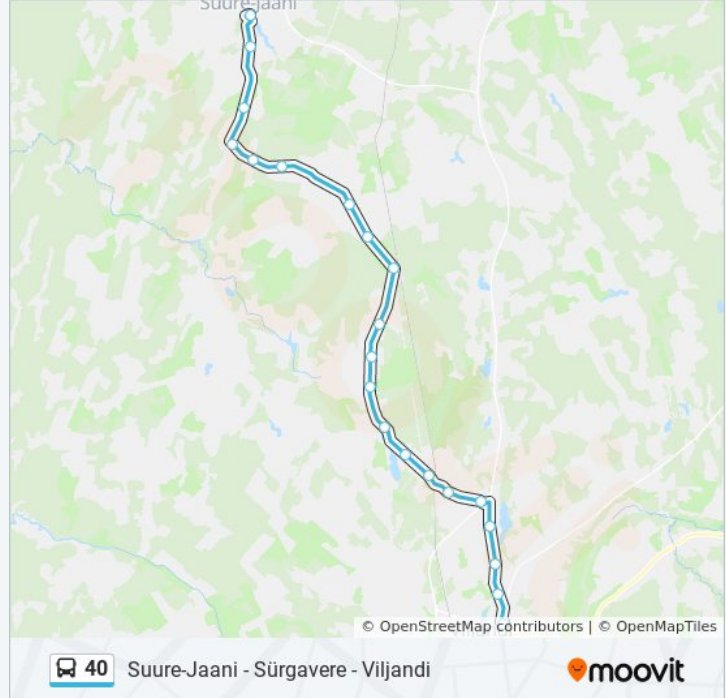 Suure-Jaani
© OpenStreetMap contributors | © OpenMapTiles
40 Suure-Jaani - Sürgavere - Viljandi
moovit